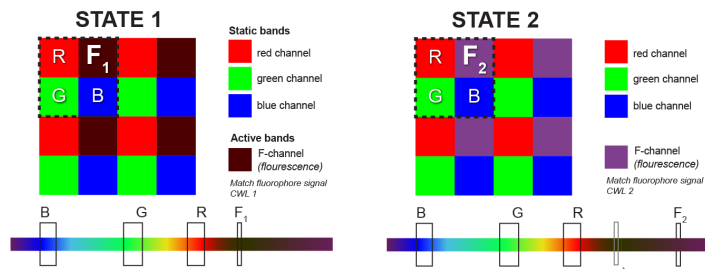 STATE 1
R F1
G B
Static bands
red channel
green channel
blue channel
Active bands
F-channel
(flourescence)
Match fluorophore signal
CWL 1
B G R F1
STATE 2
R F2
G B
red channel
green channel
blue channel
F-channel
(flourescence)
Match fluorophore signal
CWL 2
B G R F2